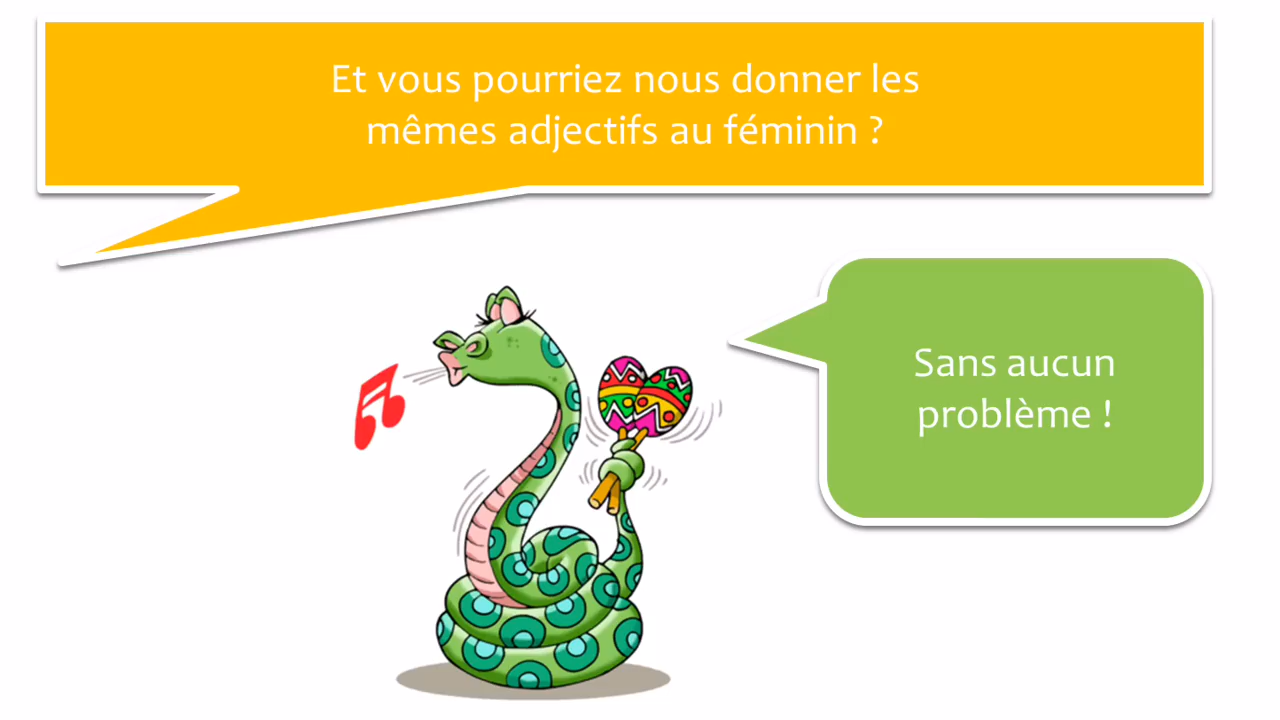 Et vous pourriez nous donner les
mêmes adjectifs au féminin ?
Sans aucun
problème !